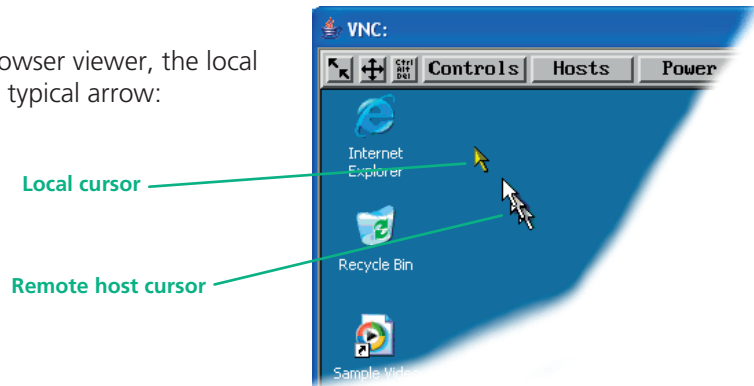 VNC:
owser viewer, the local
typical arrow:
Ctrl
Alt
Del
Controls
Hosts
Power
Internet
Explorer
Local cursor
Recycle Bin
Remote host cursor
Sample Video